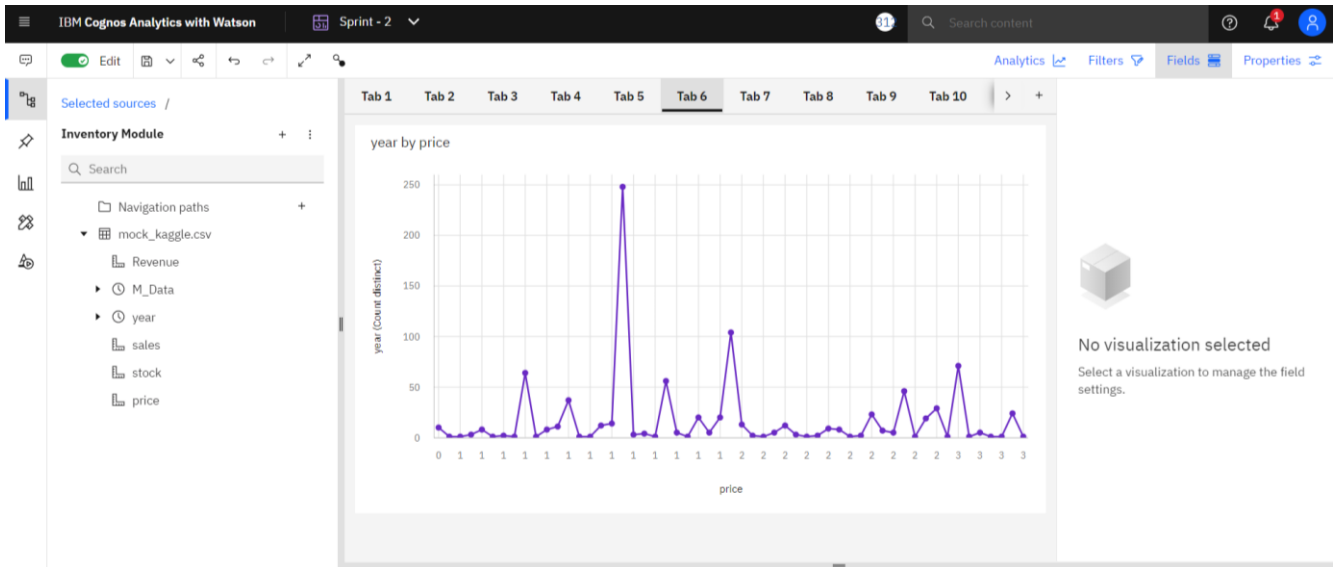 IBM Cognos Analytics with Watson
Sprint - 2
Search content
1
Edit
Analytics
Filters
Fields
Properties
Selected sources /
Inventory Module
Search
Navigation paths
mock_kaggle.csv
Revenue
M_Data
year
sales
stock
price
Tab 1 Tab 2 Tab 3 Tab 4 Tab 5 Tab 6 Tab 7 Tab 8 Tab 9 Tab 10
year by price
year (Count distinct)
250
200
150
100
50
0
0 1 1 1 1 1 1 1 1 1 1 1 1 1 2 2 2 2 2 2 2 2 2 2 3 3 3 3
price
No visualization selected
Select a visualization to manage the field
settings.